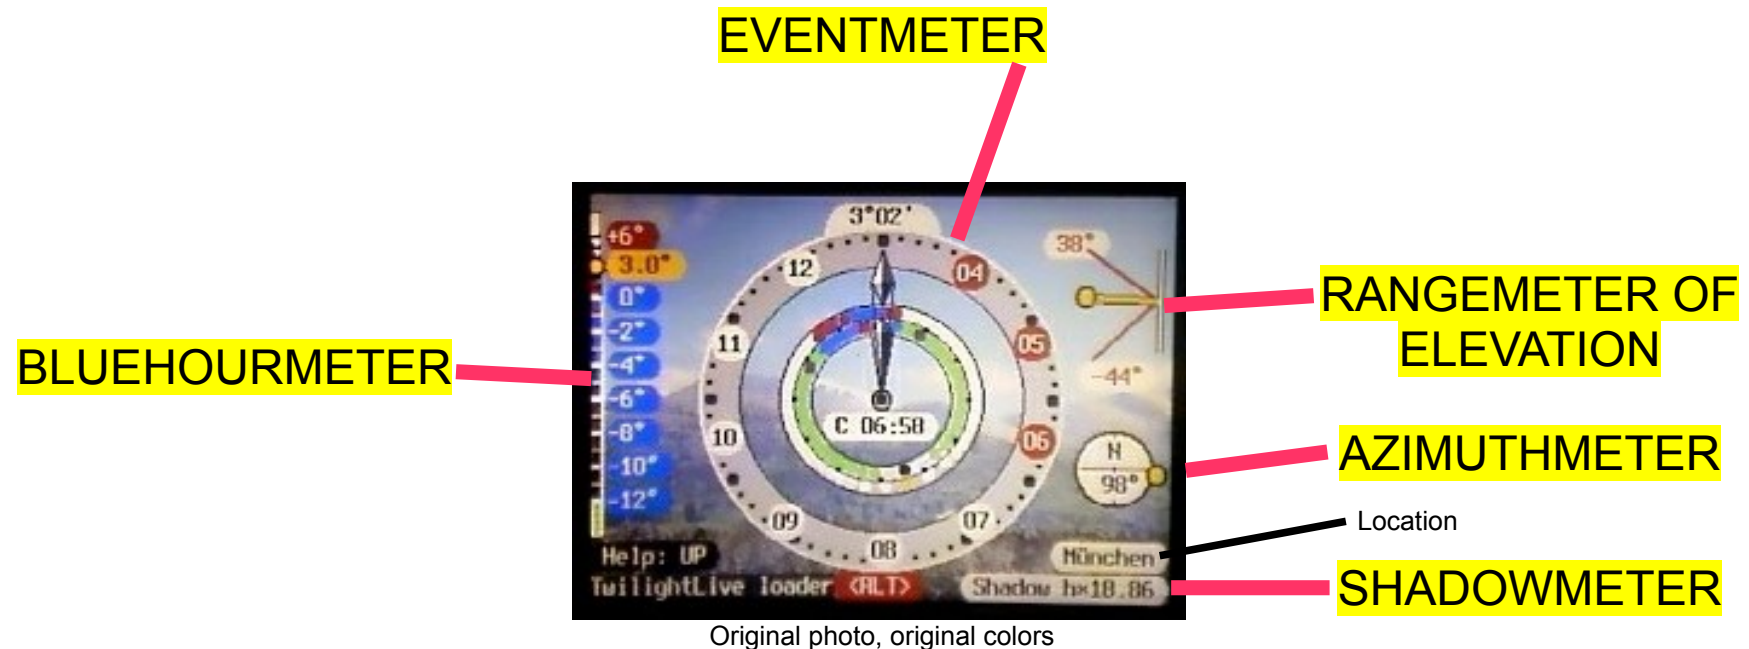 EVENTMETER
3°02'
+6°
3.0°
0°
-2°
-4°
-6°
-8°
-10°
-12°
12
04
11
05
10
06
09
07
08
C 06:58
38°
-44°
N
98°
RANGEMETER OF
ELEVATION
BLUEHOURMETER
AZIMUTHMETER
Location
Help: UP
München
TwilightLive loader <ALT>
Shadow h×18.86
SHADOWMETER
Original photo, original colors